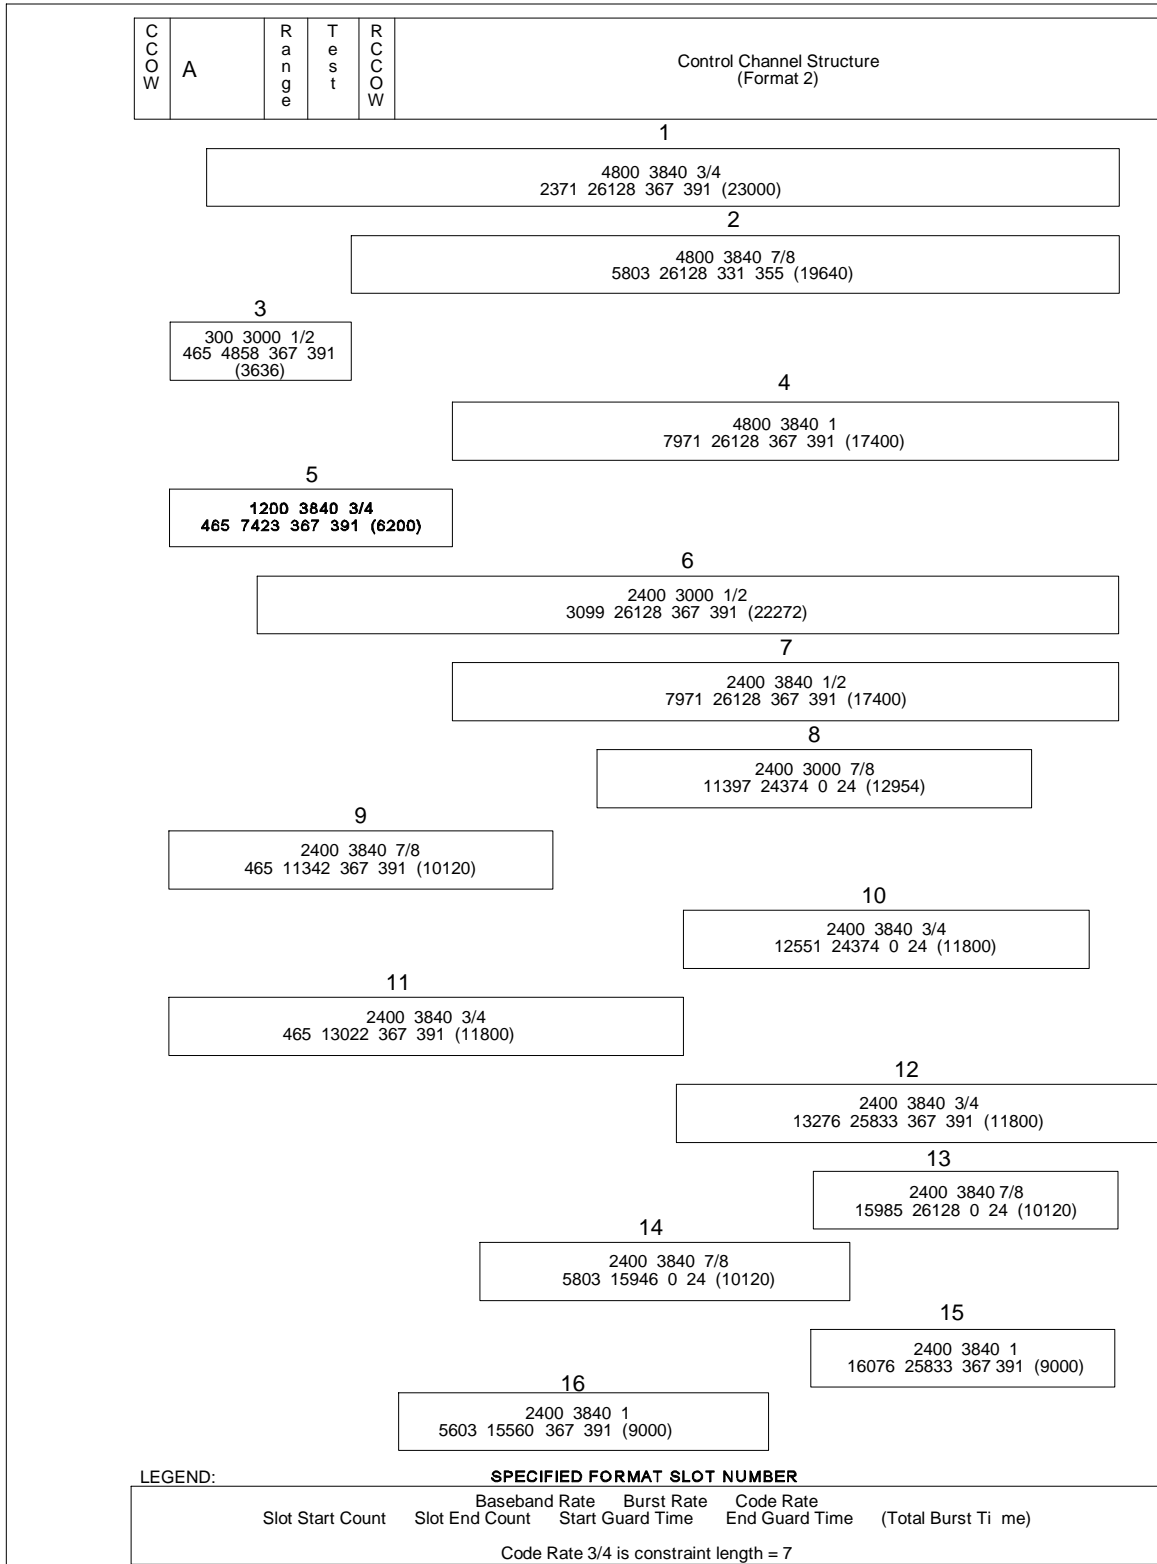 CCOW
A
Range
Test
RCCOW
Control Channel Structure
(Format 2)
1
4800 3840 3/4
2371 26128 367 391 (23000)
2
4800 3840 7/8
5803 26128 331 355 (19640)
3
300 3000 1/2
465 4858 367 391
(3636)
4
4800 3840 1
7971 26128 367 391 (17400)
5
1200 3840 3/4
465 7423 367 391 (6200)
6
2400 3000 1/2
3099 26128 367 391 (22272)
7
2400 3840 1/2
7971 26128 367 391 (17400)
8
2400 3000 7/8
11397 24374 0 24 (12954)
9
2400 3840 7/8
465 11342 367 391 (10120)
10
2400 3840 3/4
12551 24374 0 24 (11800)
11
2400 3840 3/4
465 13022 367 391 (11800)
12
2400 3840 3/4
13276 25833 367 391 (11800)
13
2400 3840 7/8
15985 26128 0 24 (10120)
14
2400 3840 7/8
5803 15946 0 24 (10120)
15
2400 3840 1
16076 25833 367 391 (9000)
16
2400 3840 1
5603 15560 367 391 (9000)
LEGEND: SPECIFIED FORMAT SLOT NUMBER
Baseband Rate Burst Rate Code Rate
Slot Start Count Slot End Count Start Guard Time End Guard Time (Total Burst Ti me)
Code Rate 3/4 is constraint length = 7